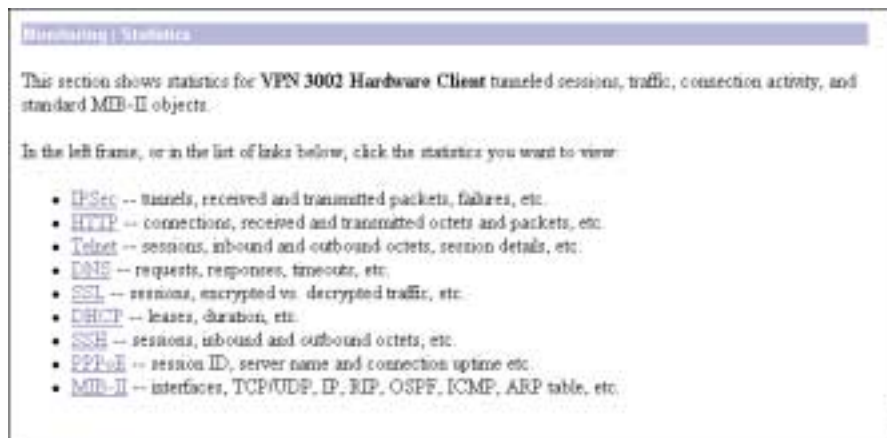 Monitoring | Statistics
This section shows statistics for VPN 3002 Hardware Client tunneled sessions, traffic, connection activity, and
standard MIB-II objects.
In the left frame, or in the list of links below, click the statistics you want to view:
• IPSec -- tunnels, received and transmitted packets, failures, etc.
• HTTP -- connections, received and transmitted octets and packets, etc.
• Telnet -- sessions, inbound and outbound octets, session details, etc.
• DNS -- requests, responses, timeouts, etc.
• SSL -- sessions, encrypted vs. decrypted traffic, etc.
• DHCP -- leases, duration, etc.
• SSH -- sessions, inbound and outbound octets, etc.
• PPPoE -- session ID, server name and connection uptime etc.
• MIB-II -- interfaces, TCP/UDP, IP, RIP, OSPF, ICMP, ARP table, etc.